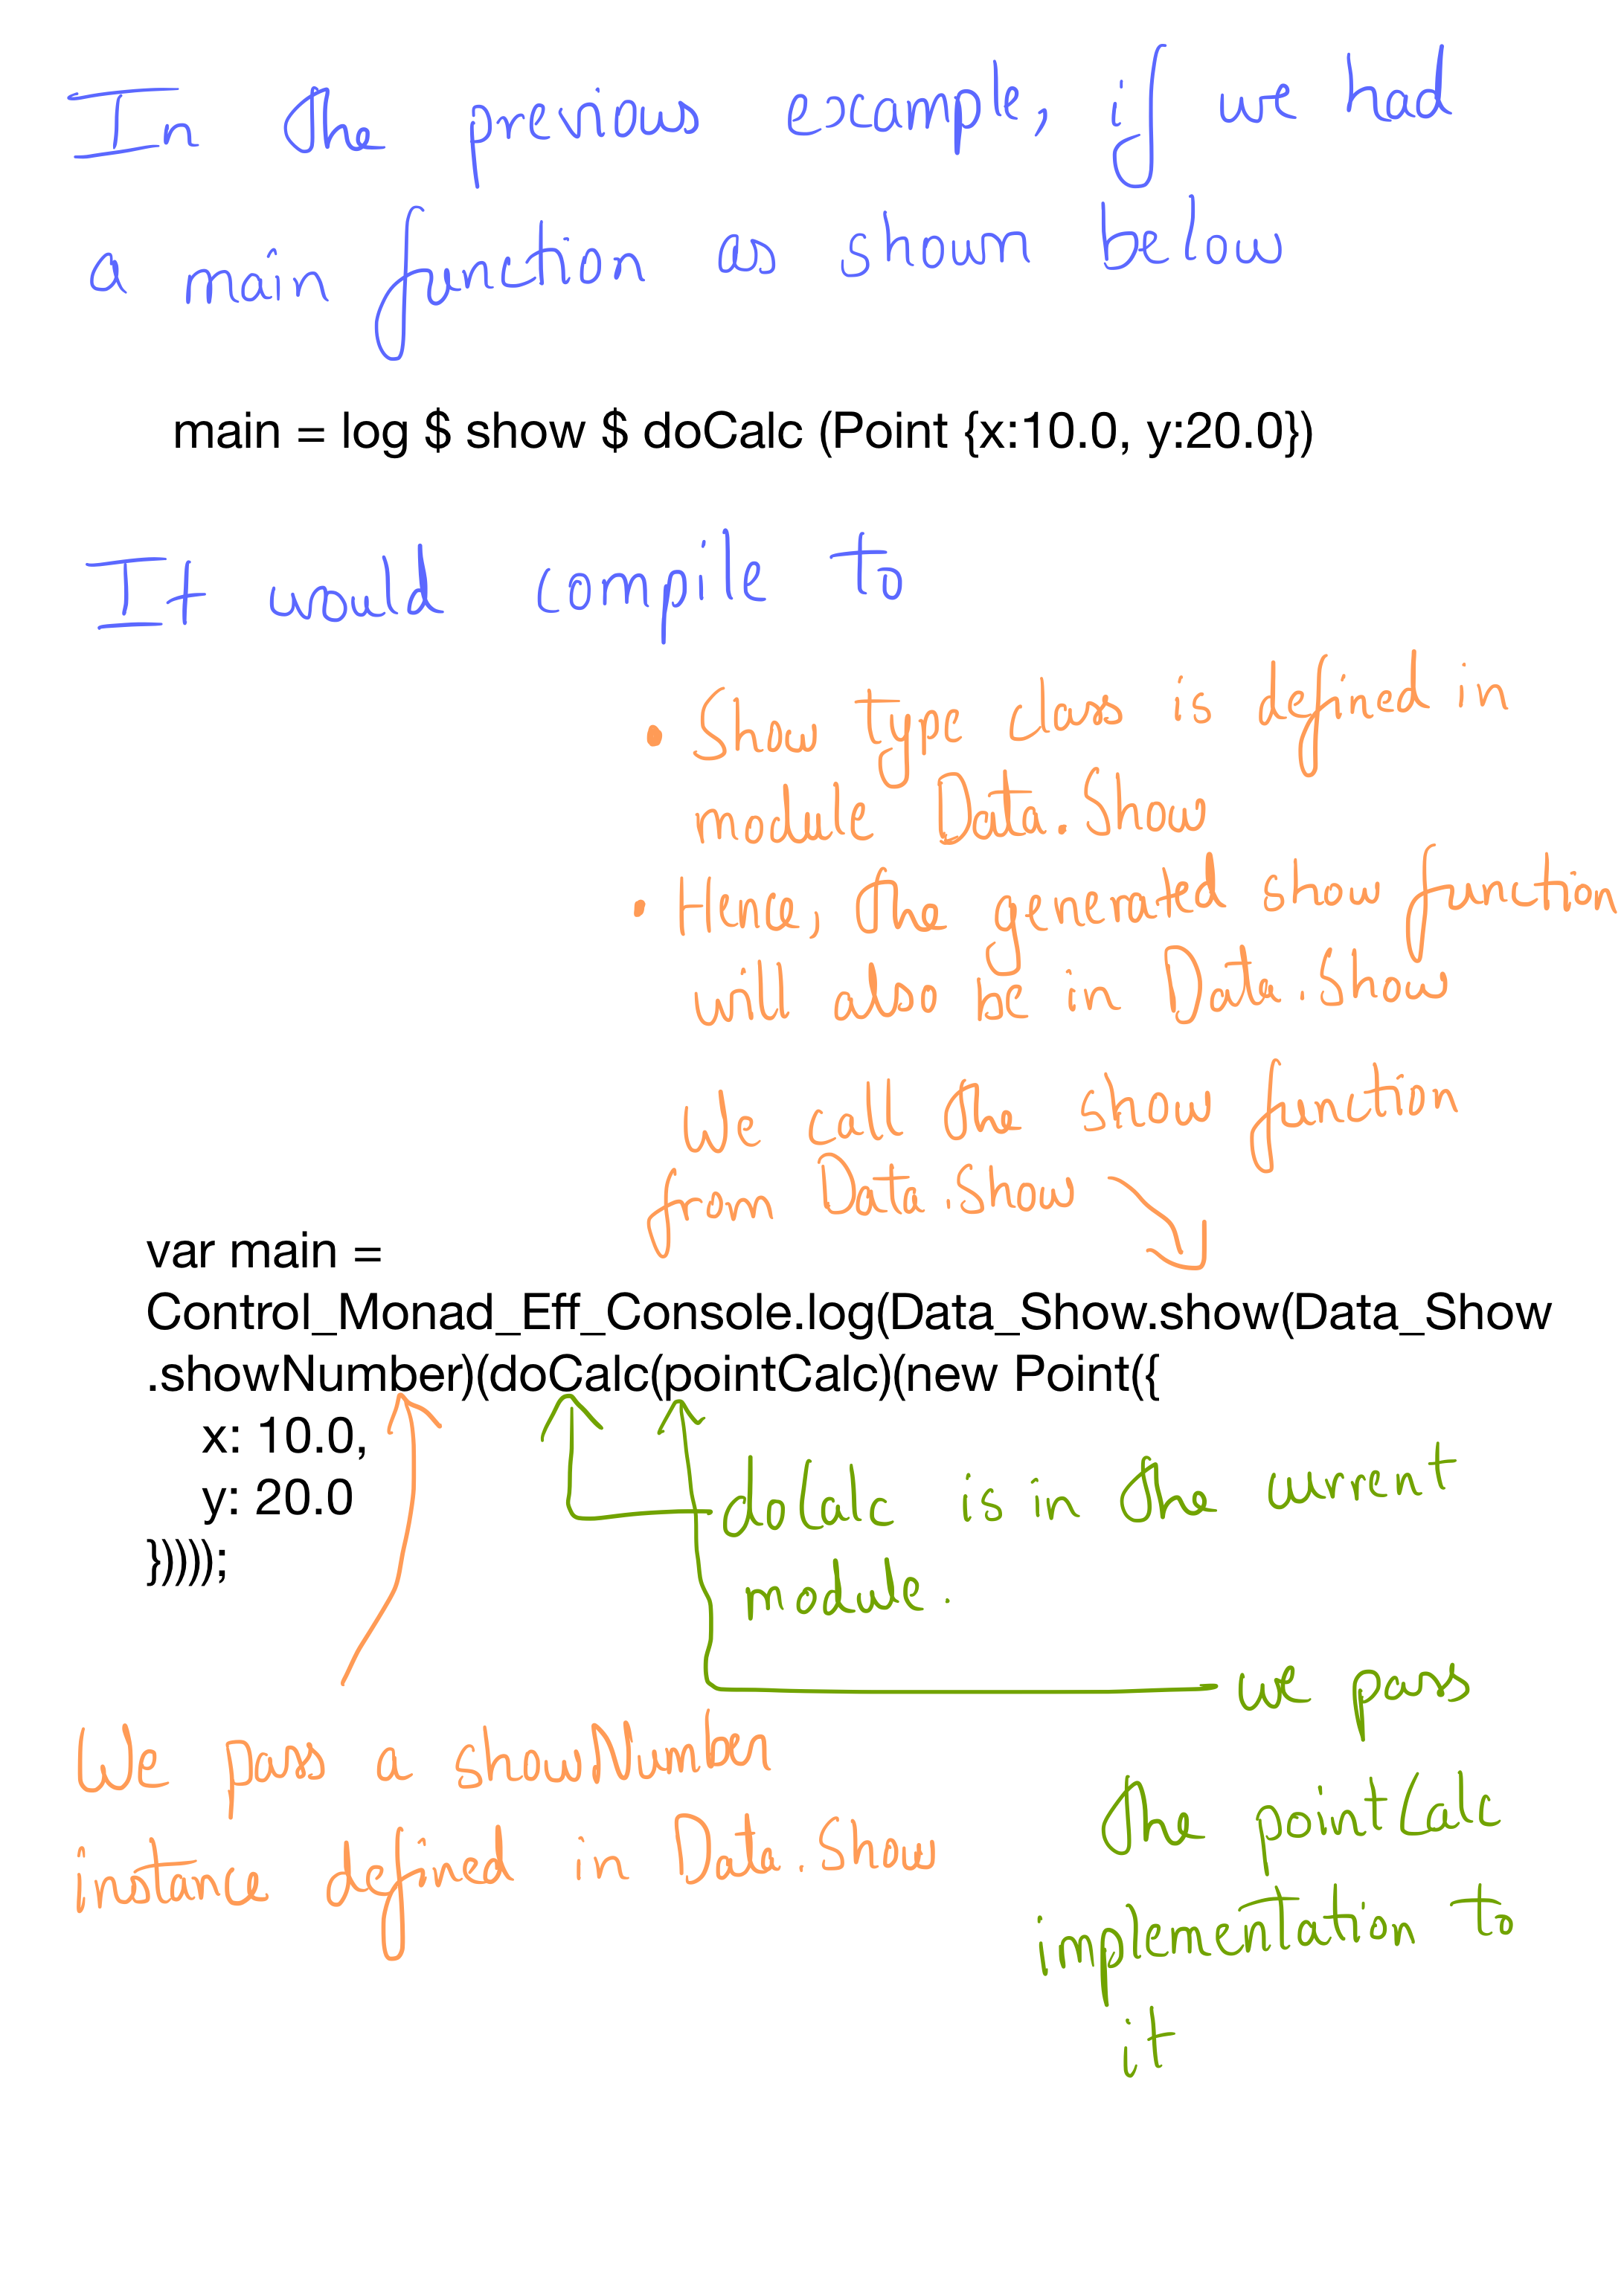 In the previous example, if we had
a main function as shown below
main = log $ show $ doCalc (Point {x:10.0, y:20.0})
It would compile to
• Show type class is defined in
module Data.Show
• Hence, the generated show function
will also be in Data.Show
We call the show function
from Data.Show
var main =
Control_Monad_Eff_Console.log(Data_Show.show(Data_Show
.showNumber)(doCalc(pointCalc)(new Point({
x: 10.0,
y: 20.0
}))));
doCalc is in the current
module.
we pass
the pointCalc
implementation to
it
We pass a showNumber
instance defined in Data.Show